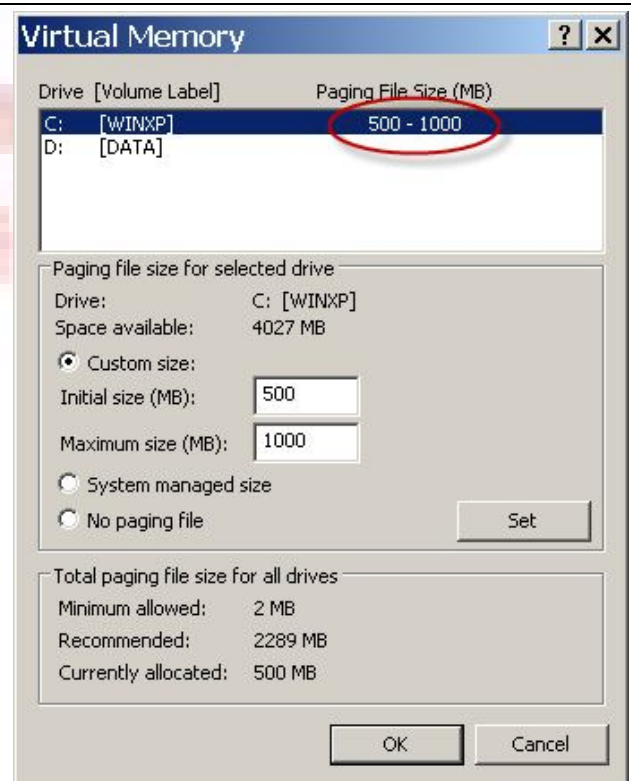 Virtual Memory ? X
Drive [Volume Label] Paging File Size (MB)
C: [WINXP] 500 - 1000
D: [DATA]
Paging file size for selected drive
Drive: C: [WINXP]
Space available: 4027 MB
Custom size:
Initial size (MB): 500
Maximum size (MB): 1000
System managed size
No paging file Set
Total paging file size for all drives
Minimum allowed: 2 MB
Recommended: 2289 MB
Currently allocated: 500 MB
OK Cancel